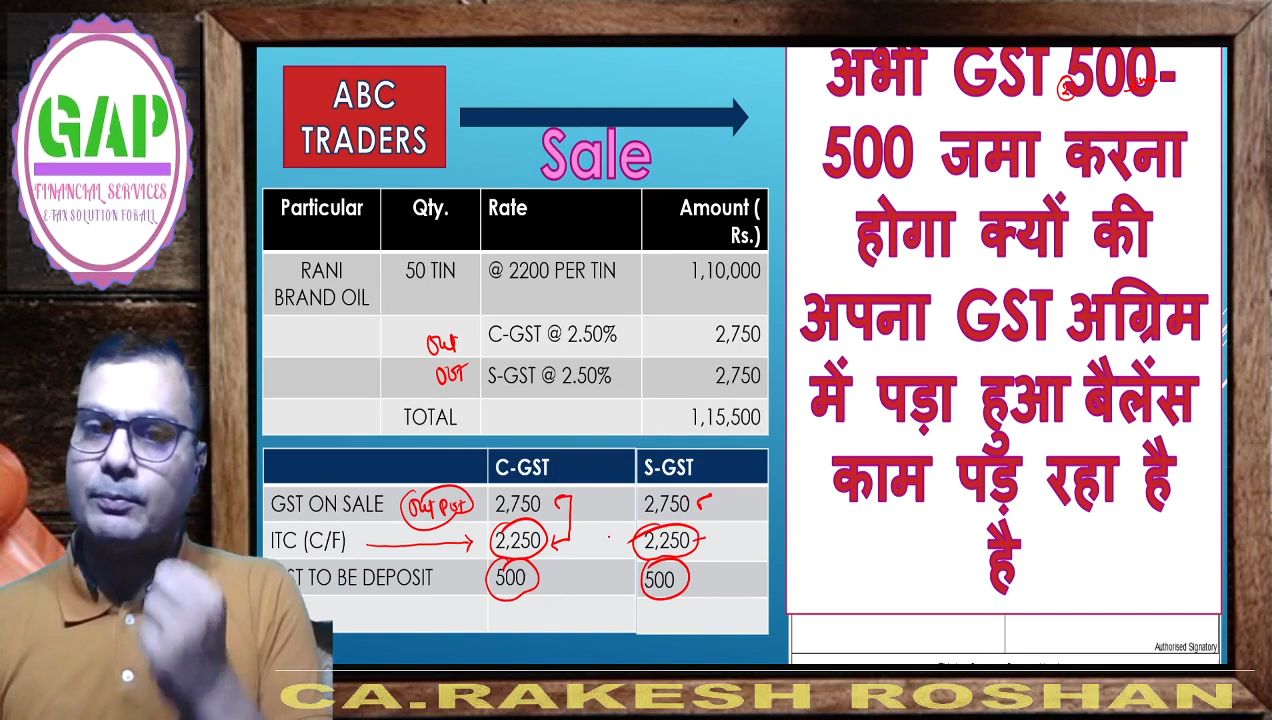 GAP
FINANCIAL SERVICES
E-TAX SOLUTION FOR ALL
ABC
TRADERS
Sale
Particular Qty. Rate Amount (
Rs.)
RANI 50 TIN @ 2200 PER TIN 1,10,000
BRAND OIL
out C-GST @ 2.50% 2,750
out S-GST @ 2.50% 2,750
TOTAL 1,15,500
C-GST S-GST
GST ON SALE output 2,750 2,750
ITC (C/F) 2,250 2,250
TO BE DEPOSIT 500 500
अभी GST 500-
500 जमा करना
होगा क्यों की
अपना GST अग्रिम
में पड़ा हुआ बैलेंस
काम पड़ रहा है
है
Authorised Signatory
CA.RAKESH ROSHAN